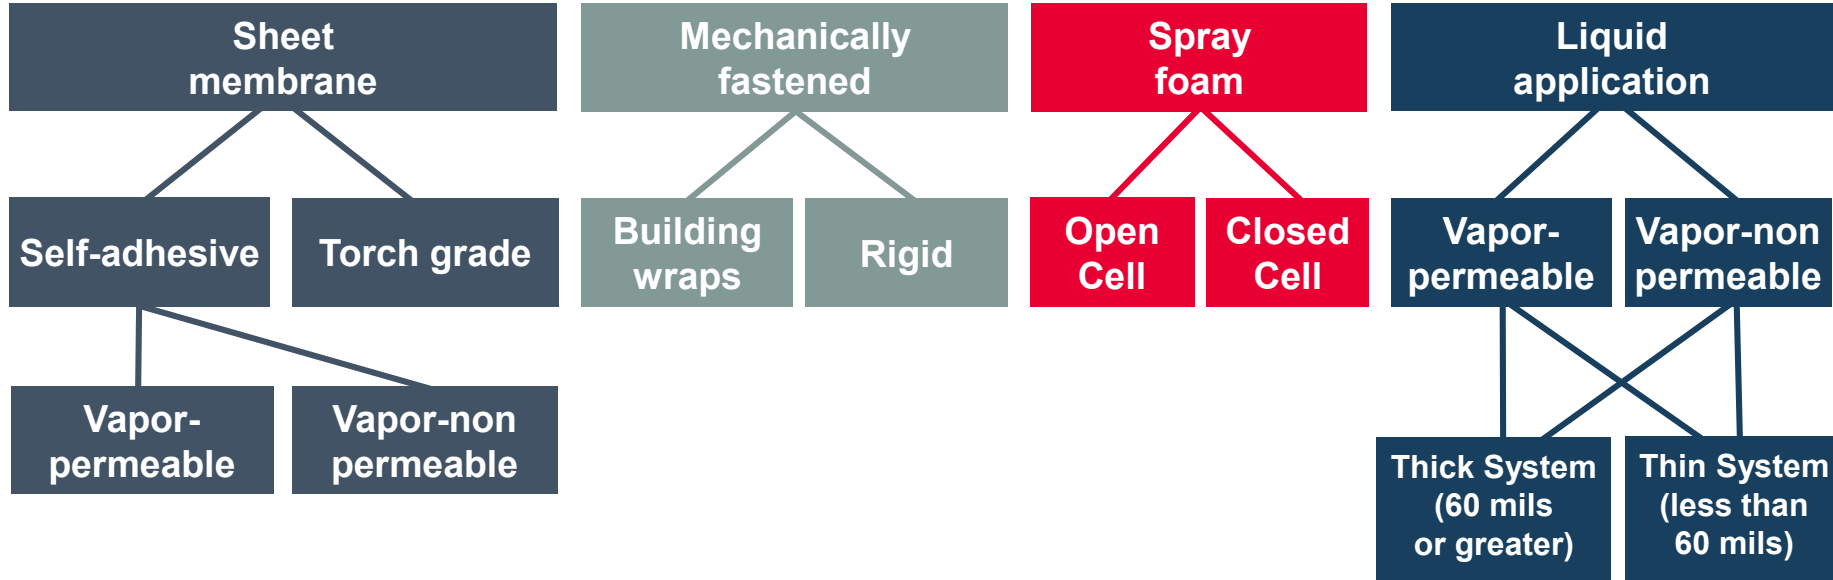 Sheet
membrane
Mechanically
fastened
Spray
foam
Liquid
application
Self-adhesive
Torch grade
Building
wraps
Rigid
Open
Cell
Closed
Cell
Vapor-
permeable
Vapor-non
permeable
Vapor-
permeable
Vapor-non
permeable
Thick System
(60 mils
or greater)
Thin System
(less than
60 mils)